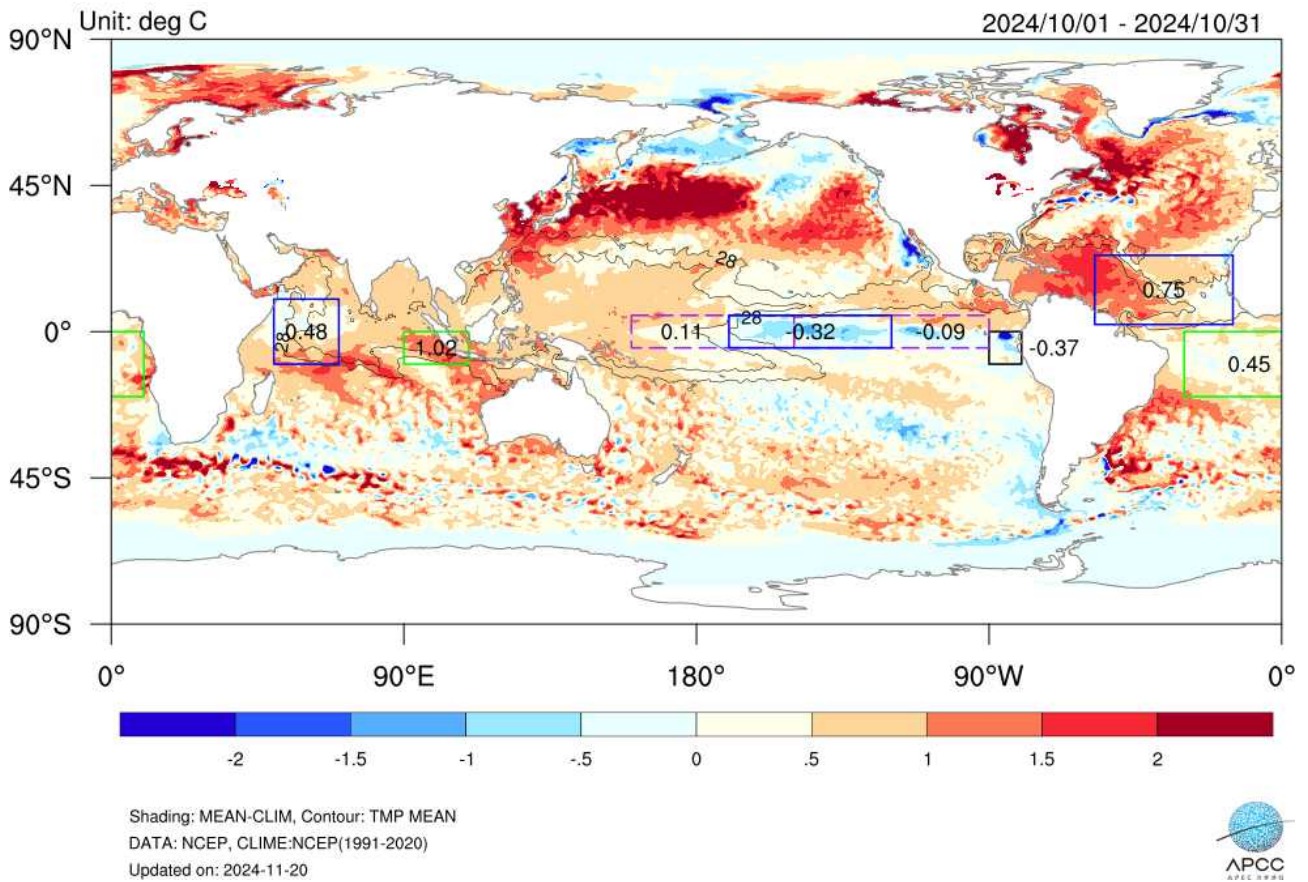 Unit: deg C 2024/10/01 - 2024/10/31
90°N
45°N
28
28
0.75
0°
0.48
28
1.02
0.11
-0.32
-0.09
-0.37
0.45
45°S
90°S
0° 90°E 180° 90°W 0°
-2 -1.5 -1 -.5 0 .5 1 1.5 2
Shading: MEAN-CLIM, Contour: TMP MEAN
DATA: NCEP, CLIME:NCEP(1991-2020)
Updated on: 2024-11-20
APCC